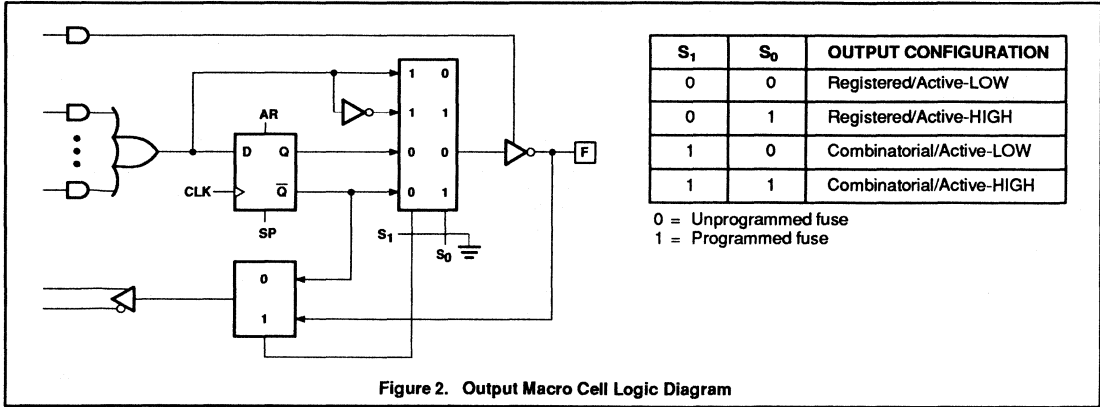 AR
D Q
CLK
Q
SP
1 0
1 1
0 0
0 1
S1
S0
F
0
1
S1 S0 OUTPUT CONFIGURATION
0 0 Registered/Active-LOW
0 1 Registered/Active-HIGH
1 0 Combinatorial/Active-LOW
1 1 Combinatorial/Active-HIGH
0 = Unprogrammed fuse
1 = Programmed fuse
Figure 2. Output Macro Cell Logic Diagram